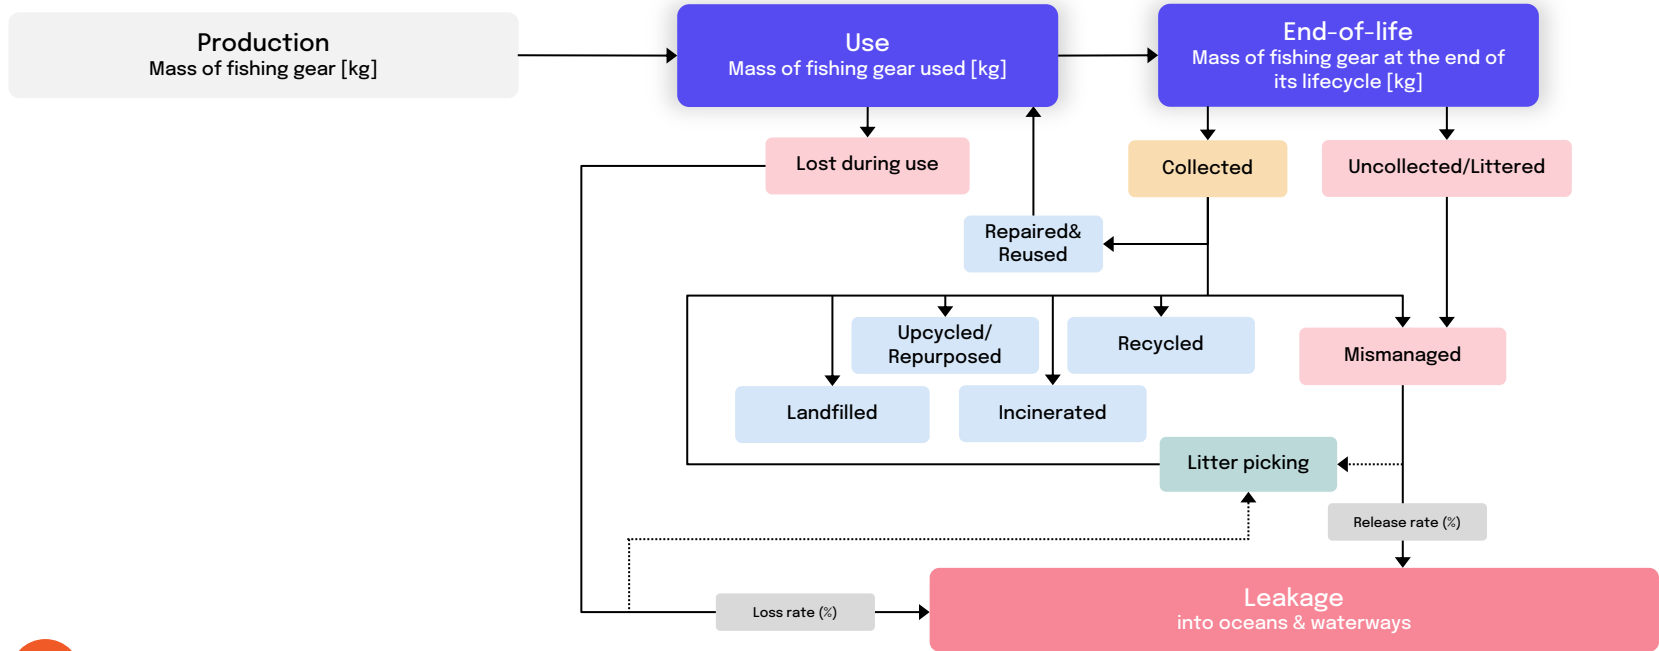 Production
Mass of fishing gear [kg]
Use
Mass of fishing gear used [kg]
End-of-life
Mass of fishing gear at the end of
its lifecycle [kg]
Lost during use
Collected
Uncollected/Littered
Repaired&
Reused
Upcycled/
Repurposed
Recycled
Mismanaged
Landfilled
Incinerated
Litter picking
Release rate (%)
Loss rate (%)
Leakage
into oceans & waterways